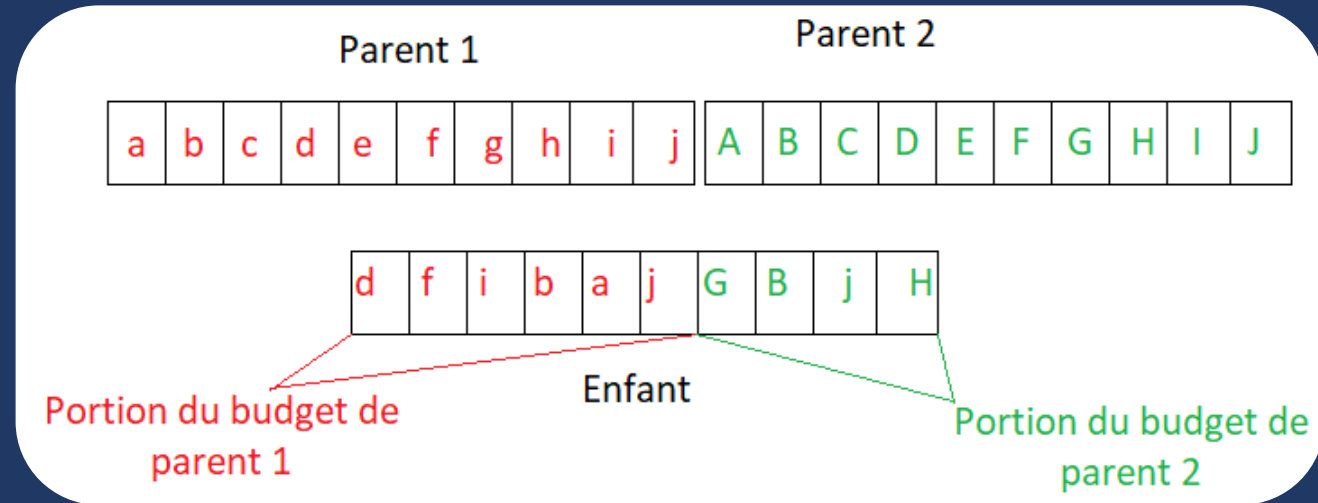 Parent 1
Parent 2
a b c d e f g h i j A B C D E F G H I J
d f i b a j G B j H
Enfant
Portion du budget de
parent 1
Portion du budget de
parent 2